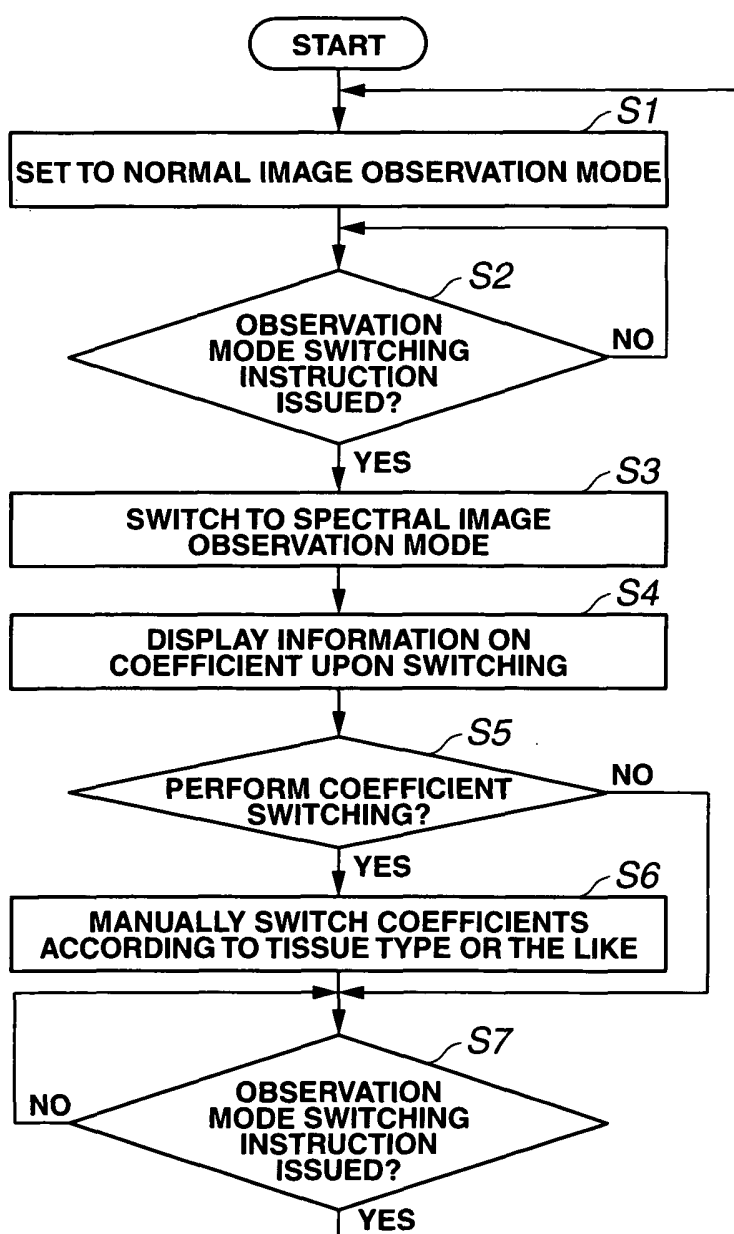 START
S1
SET TO NORMAL IMAGE OBSERVATION MODE
S2
OBSERVATION
MODE SWITCHING
INSTRUCTION
ISSUED?
NO
YES
S3
SWITCH TO SPECTRAL IMAGE
OBSERVATION MODE
S4
DISPLAY INFORMATION ON
COEFFICIENT UPON SWITCHING
S5
PERFORM COEFFICIENT
SWITCHING?
NO
YES
S6
MANUALLY SWITCH COEFFICIENTS
ACCORDING TO TISSUE TYPE OR THE LIKE
S7
OBSERVATION
MODE SWITCHING
INSTRUCTION
ISSUED?
NO
YES